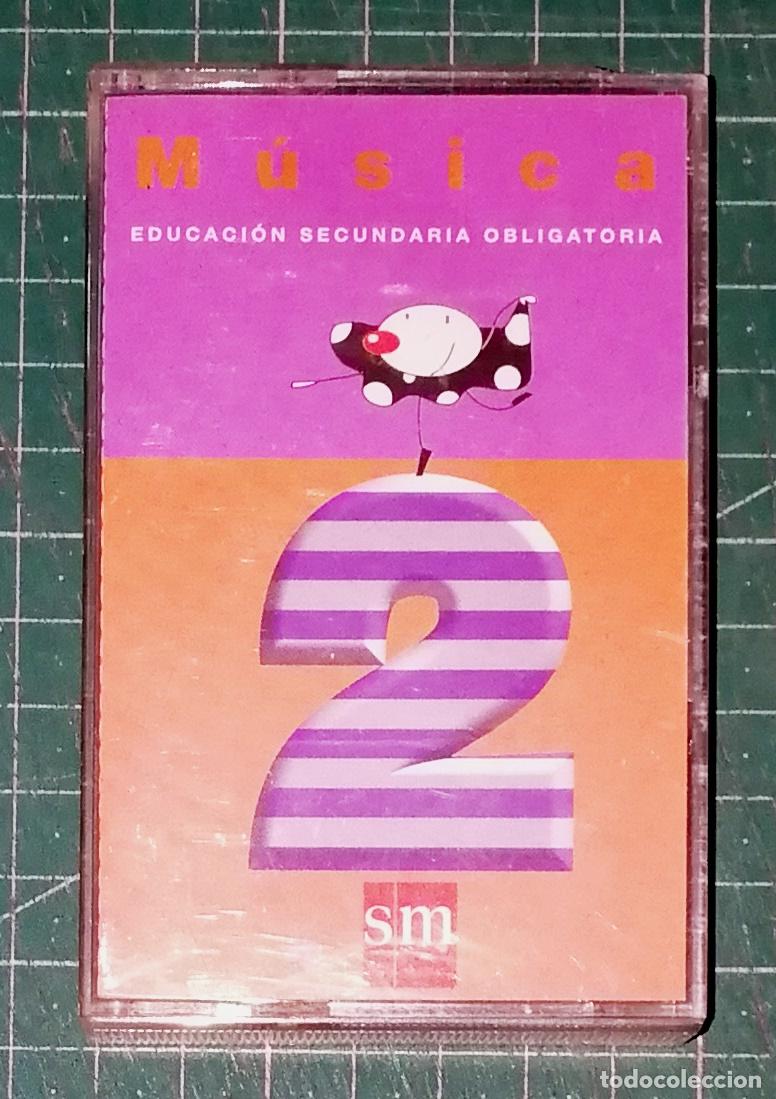 Música
EDUCACIÓN SECUNDARIA OBLIGATORIA
2
sm
todocoleccion